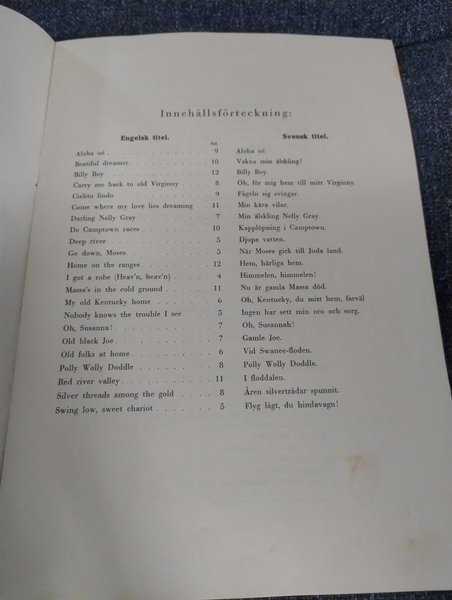 Innehållsförteckning:
Engelsk titel. Svensk titel.
Sid.
Aloha oé 9 Aloha oé.
Beatiful dreamer 10 Vakna min älskling!
Billy Boy 12 Billy Boy.
Carry me back to old Virginny 8 Oh, för mig hem till mitt Virginny.
Cielito lindo 9 Fågeln sig svingar.
Come where my love lies dreaming 11 Min kära vilar.
Darling Nelly Gray 7 Min älskling Nelly Gray.
De Camptown races 10 Kapplöpning i Camptown.
Deep river 5 Djupa vatten.
Go down, Moses 5 När Moses gick till Juda land.
Home on the ranges 12 Hem, härliga hem.
I got a robe (Heav'n, heav'n) 4 Himmelen, himmelen!
Massa's in the cold ground 11 Nu är gamla Massa död.
My old Kentucky home 6 Oh, Kentucky, du mitt hem, farväl
Nobody knows the trouble I see 5 Ingen har sett min oro och sorg.
Oh, Susanna! 7 Oh, Susannah!
Old black Joe 7 Gamle Joe.
Old folks at home 6 Vid Swanee-floden.
Polly Wolly Doddle 8 Polly Wolly Doddle.
Red river valley 11 I floddalen.
Silver threads among the gold 8 Åren silvertrådar spunnit.
Swing low, sweet chariot 5 Flyg lågt, du himlavagn!